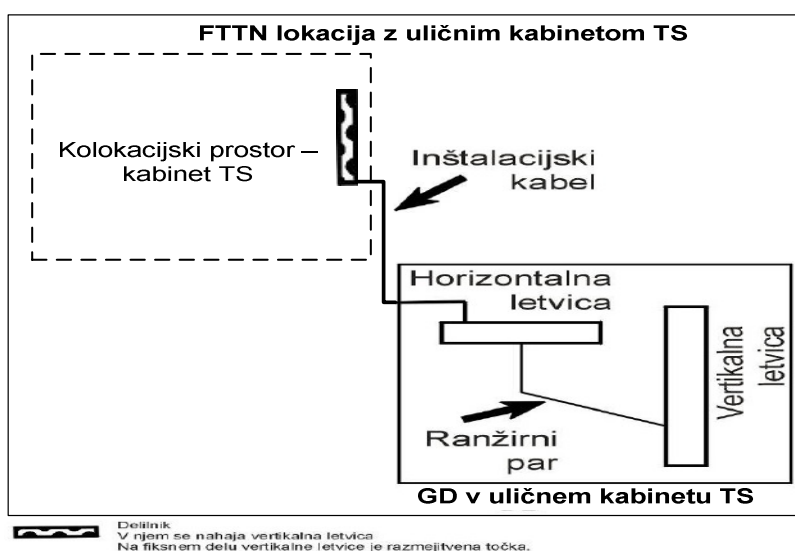 FTTN lokacija z uličnim kabinetom TS
Kolokacijski prostor –
kabinet TS
Inštalacijski
kabel
Horizontalna
letvica
Vertikalna
letvica
Ranžirni
par
GD v uličnem kabinetu TS
Delilnik
V njem se nahaja vertikalna letvica
Na fiksnem delu vertikalne letvice je razmejitvena točka.